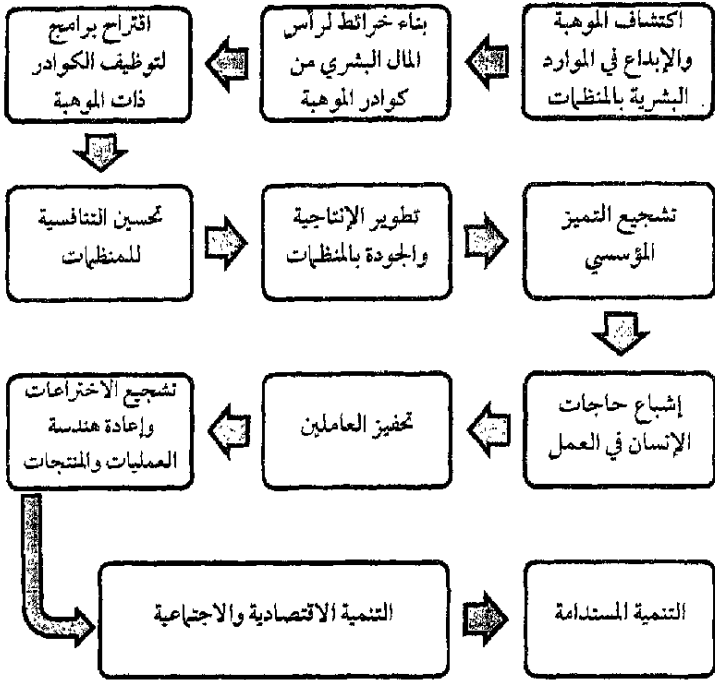 اكتشاف الموهبة
والإبداع في الموارد
البشرية بالمنظمات
بناء خرائط لرأس
المال البشري من
كوادر الموهبة
اقتراح برامج
لتوظيف الكوادر
ذات الموهبة
تحسين التنافسية
للمنظمات
تطوير الإنتاجية
والجودة بالمنظمات
تشجيع التميز
المؤسسي
إشباع حاجات
الإنسان في العمل
تحفيز العاملين
تشجيع الاختراعات
وإعادة هندسة
العمليات والمنتجات
التنمية الاقتصادية والاجتماعية
التنمية المستدامة